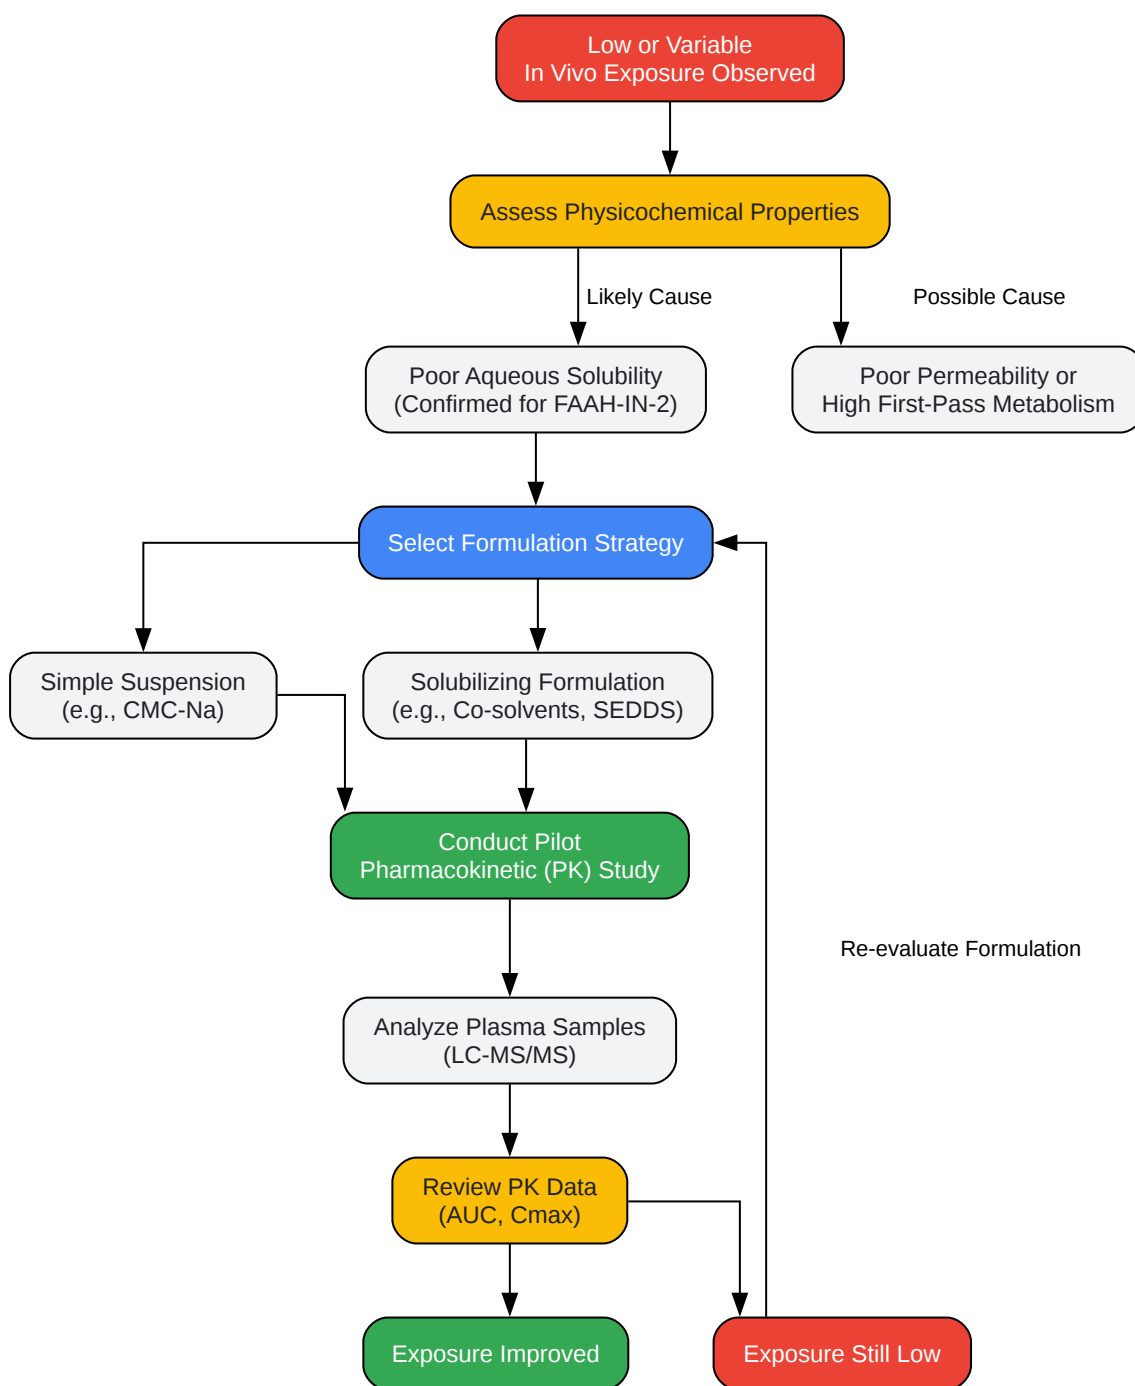 Low or Variable
In Vivo Exposure Observed
Assess Physicochemical Properties
Likely Cause
Possible Cause
Poor Aqueous Solubility
(Confirmed for FAAH-IN-2)
Poor Permeability or
High First-Pass Metabolism
Select Formulation Strategy
Simple Suspension
(e.g., CMC-Na)
Solubilizing Formulation
(e.g., Co-solvents, SEDDS)
Conduct Pilot
Pharmacokinetic (PK) Study
Re-evaluate Formulation
Analyze Plasma Samples
(LC-MS/MS)
Review PK Data
(AUC, Cmax)
Exposure Improved
Exposure Still Low